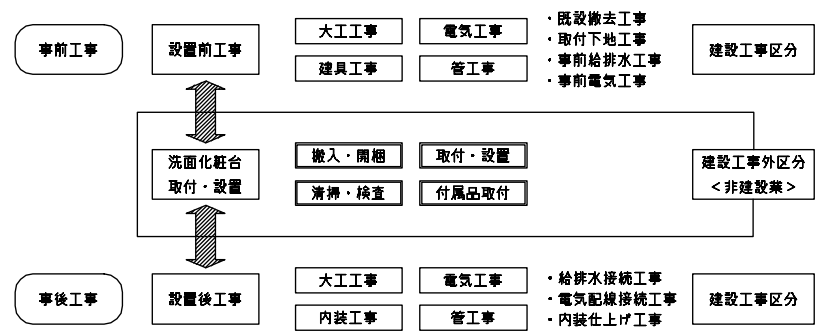 事前工事
設置前工事
大工工事
電気工事
建具工事
管工事
・既設撤去工事
・取付下地工事
・事前給排水工事
・事前電気工事
建設工事区分
洗面化粧台
取付・設置
搬入・開梱
取付・設置
清掃・検査
付属品取付
建設工事外区分
<非建設業>
事後工事
設置後工事
大工工事
電気工事
内装工事
管工事
・給排水接続工事
・電気配線接続工事
・内装仕上げ工事
建設工事区分